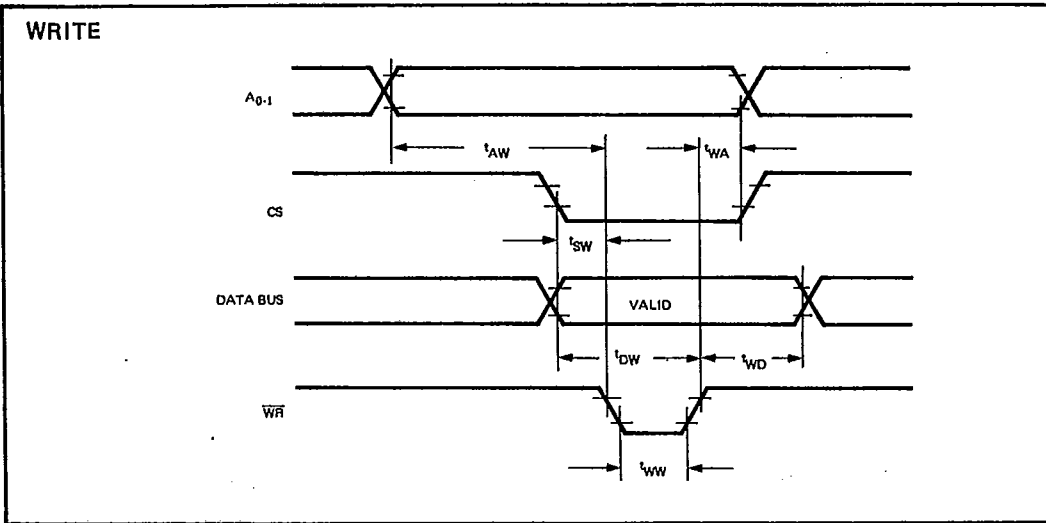 WRITE
A0-1
tAW
tWA
CS
tSW
DATA BUS
VALID
tDW
tWD
WR
tWW